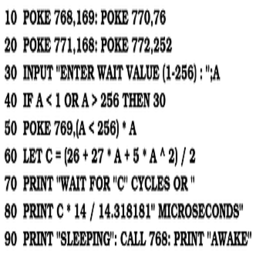 10 POKE 768,169: POKE 770,76
20 POKE 771,168: POKE 772,252
30 INPUT "ENTER WAIT VALUE (1-256) : ";A
40 IF A < 1 OR A > 256 THEN 30
50 POKE 769,(A < 256) * A
60 LET C = (26 + 27 * A + 5 * A ^ 2) / 2
70 PRINT "WAIT FOR "C" CYCLES OR "
80 PRINT C * 14 / 14.318181" MICROSECONDS"
90 PRINT "SLEEPING": CALL 768: PRINT "AWAKE"